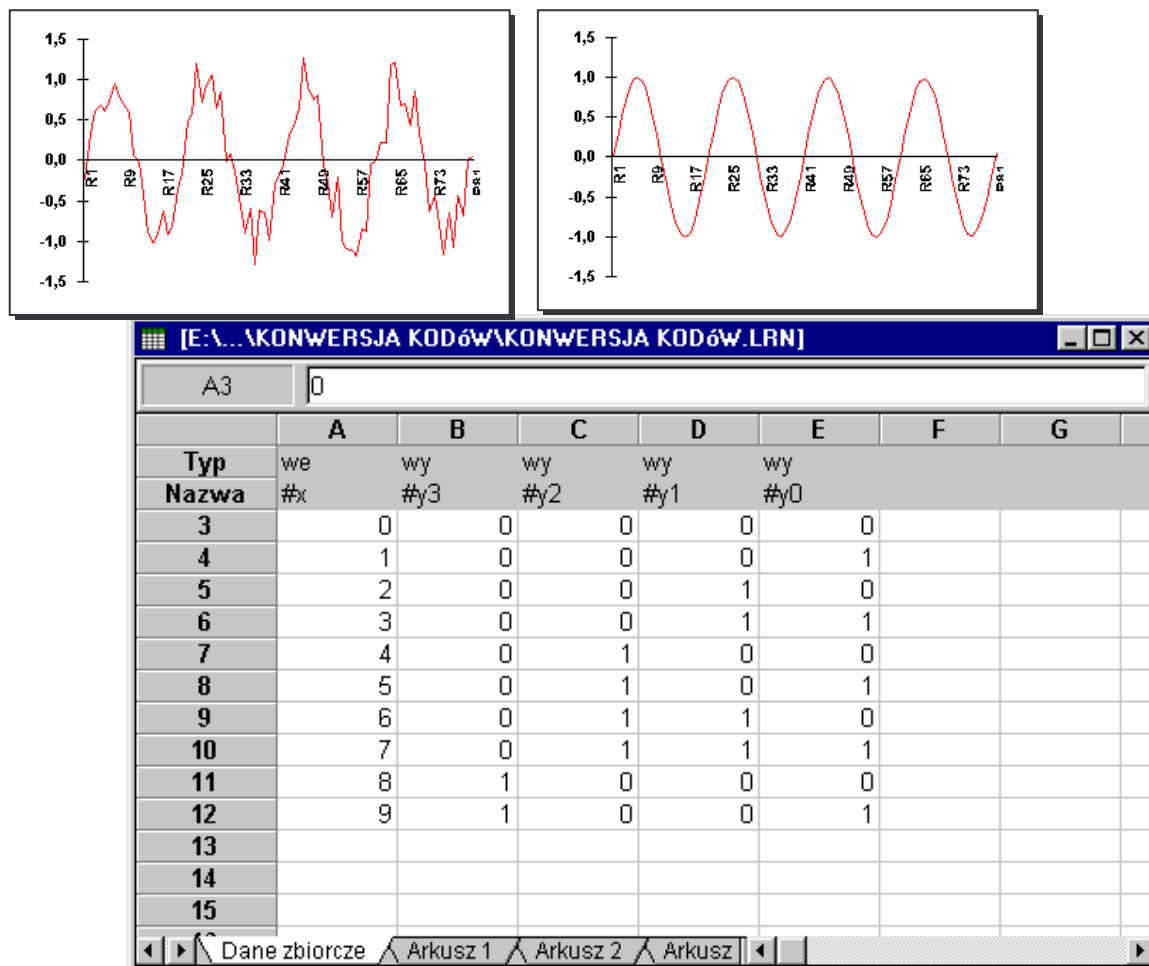 1,5
1,0
0,5
0,0
-0,5
-1,0
-1,5
R1 R9 R17 R25 R33 R41 R49 R57 R65 R73 R81
1,5
1,0
0,5
0,0
-0,5
-1,0
-1,5
R1 R9 R17 R25 R33 R41 R49 R57 R65 R73 R81
[E:\...\KONWERSJA KODóW\KONWERSJA KODóW.LRN]
A3 0
A B C D E F G
Typ we wy wy wy wy
Nazwa #x #y3 #y2 #y1 #y0
3 0 0 0 0 0
4 1 0 0 0 1
5 2 0 0 1 0
6 3 0 0 1 1
7 4 0 1 0 0
8 5 0 1 0 1
9 6 0 1 1 0
10 7 0 1 1 1
11 8 1 0 0 0
12 9 1 0 0 1
13
14
15
Dane zbiorcze Arkusz 1 Arkusz 2 Arkusz